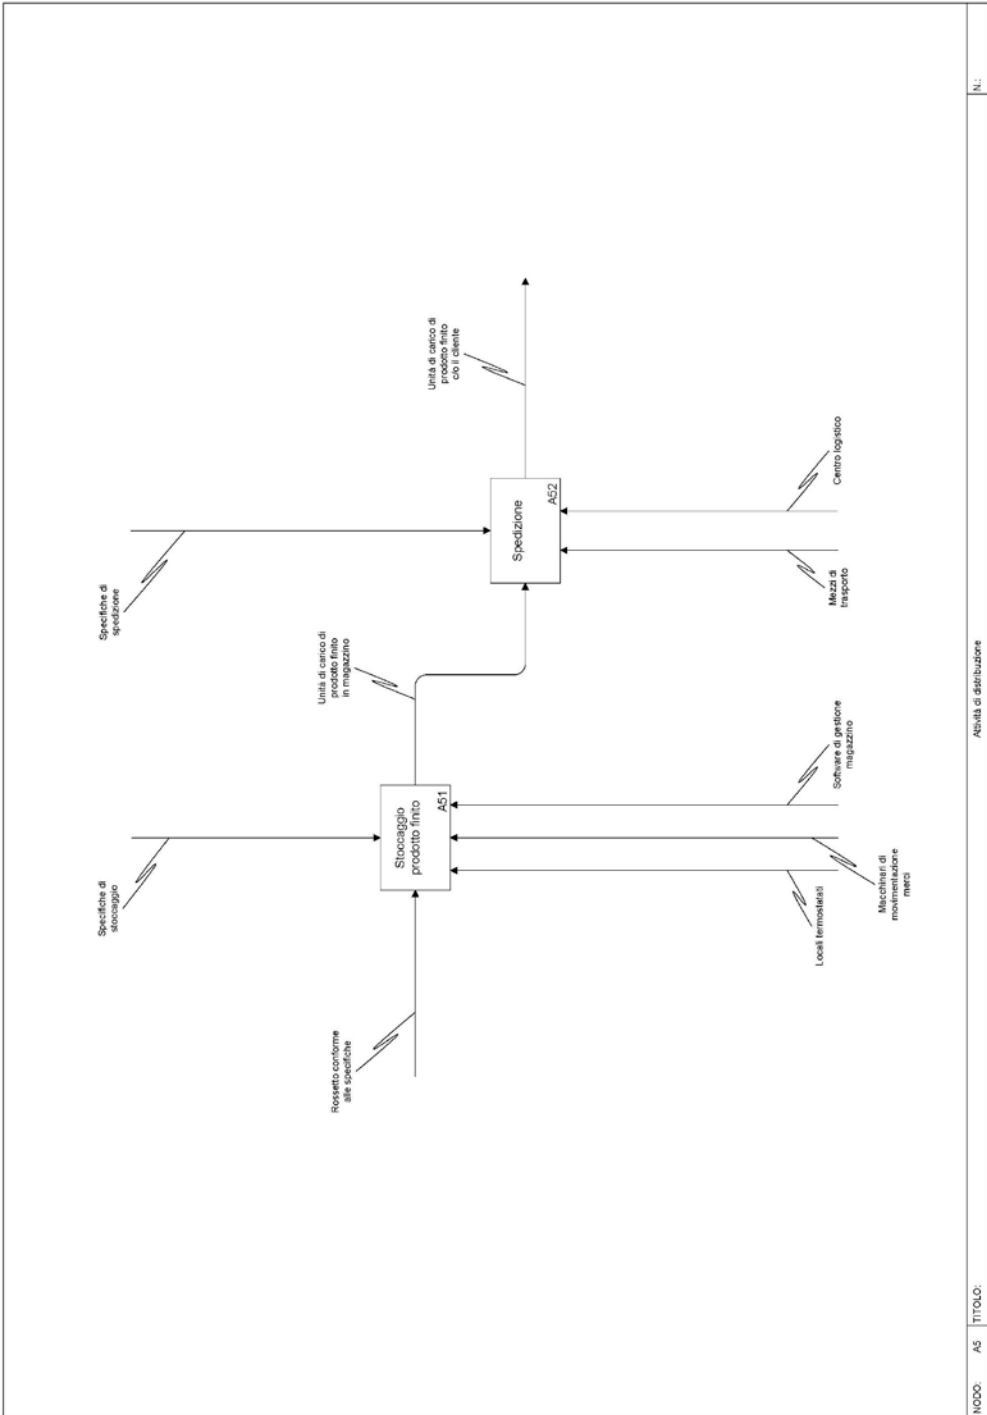 Specifiche di
stoccaggio
Specifiche di
spedizione
Rossetto conforme
alle specifiche
Stoccaggio
prodotto finito
A51
Unità di carico di
prodotto finito
in magazzino
Spedizione
A52
Unità di carico di
prodotto finito
c/o il cliente
Locali termostatati
Macchinari di
movimentazione
merci
Software di gestione
magazzino
Mezzi di
trasporto
Centro logistico
NODO:
A5
TITOLO:
Attività di distribuzione
N.: